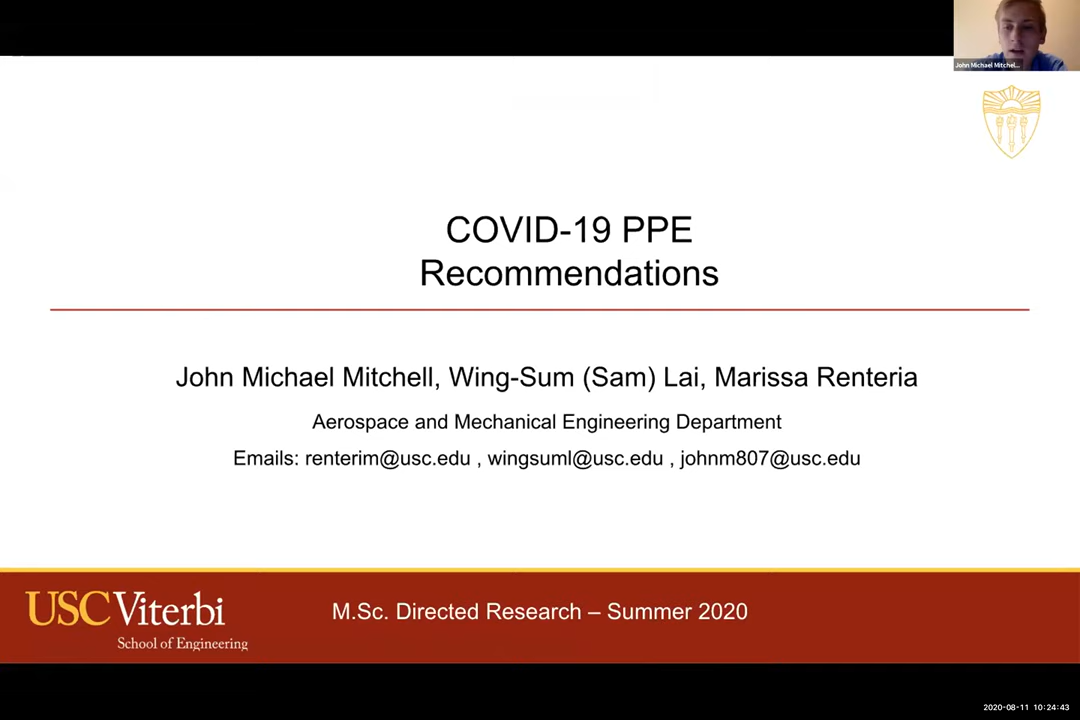 John Michael Mitchel...
COVID-19 PPE
Recommendations
John Michael Mitchell, Wing-Sum (Sam) Lai, Marissa Renteria
Aerospace and Mechanical Engineering Department
Emails: renterim@usc.edu , wingsuml@usc.edu , johnm807@usc.edu
USC Viterbi
School of Engineering
M.Sc. Directed Research – Summer 2020
2020-08-11 10:24:43